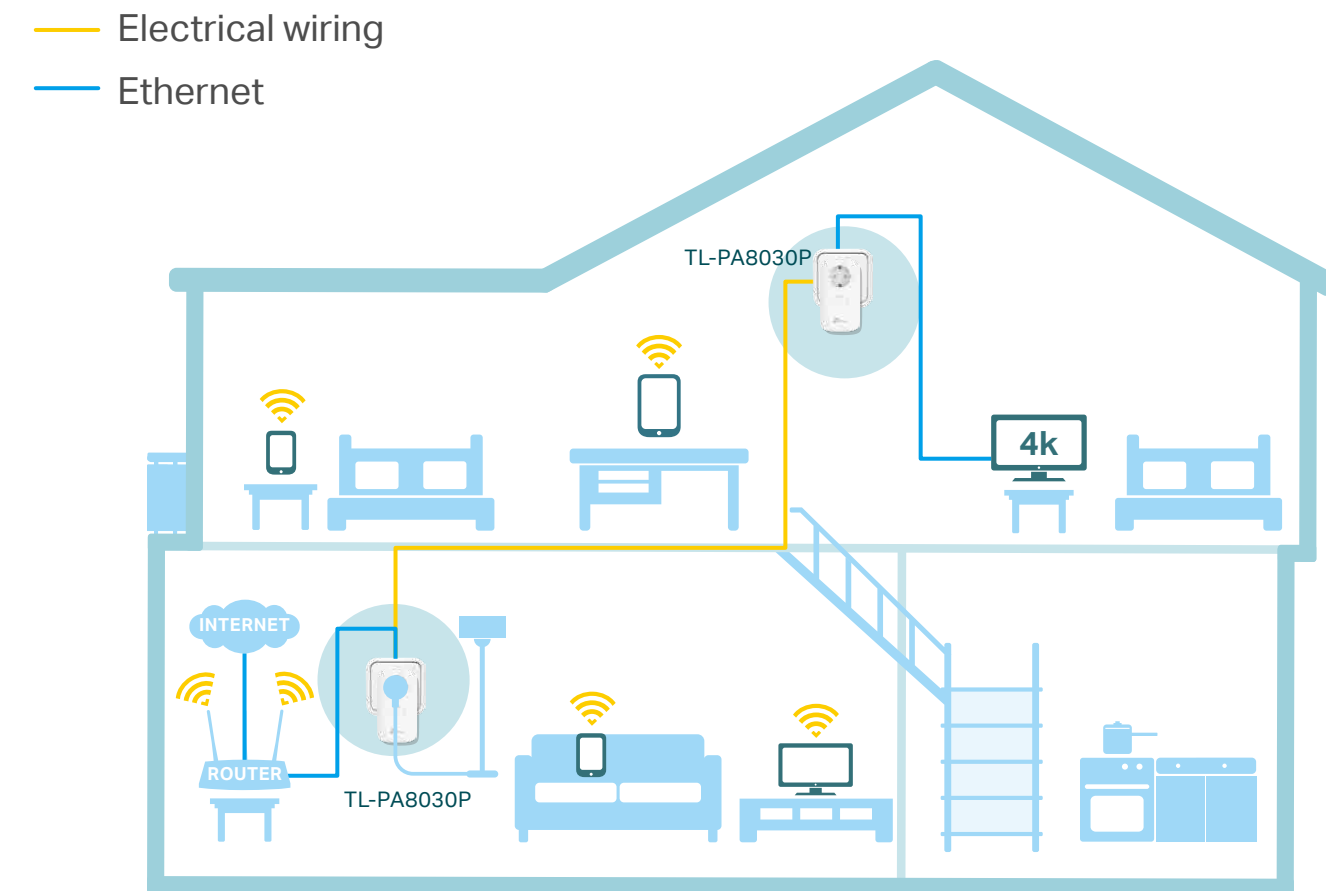 Electrical wiring
Ethernet
TL-PA8030P
4k
INTERNET
ROUTER
TL-PA8030P